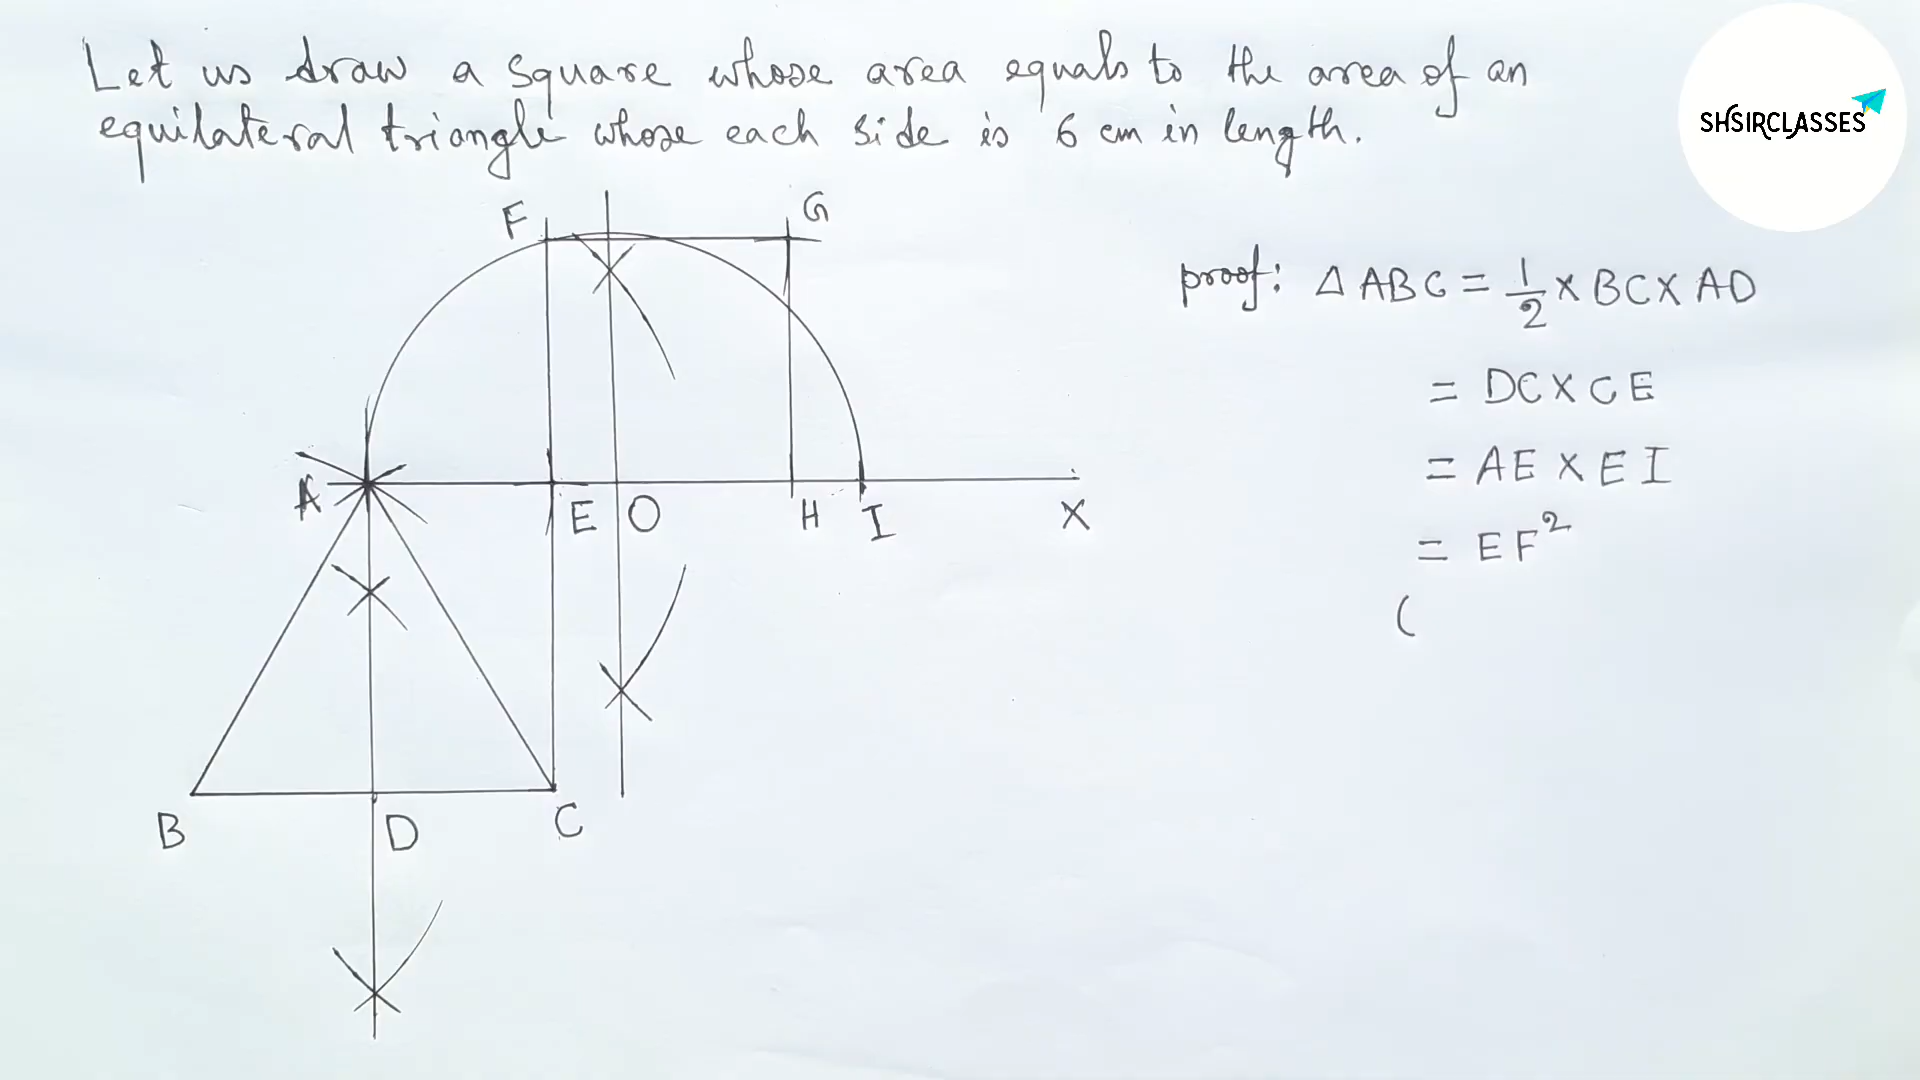 Let us draw a square whose area equals to the area of an
equilateral triangle whose each side is 6 cm in length.
SHSIRCLASSES
F
G
proof: Δ ABC = 1/2 × BC × AD
= DC × CE
= AE × EI
= EF²
(
A
E
O
H
I
X
B
D
C